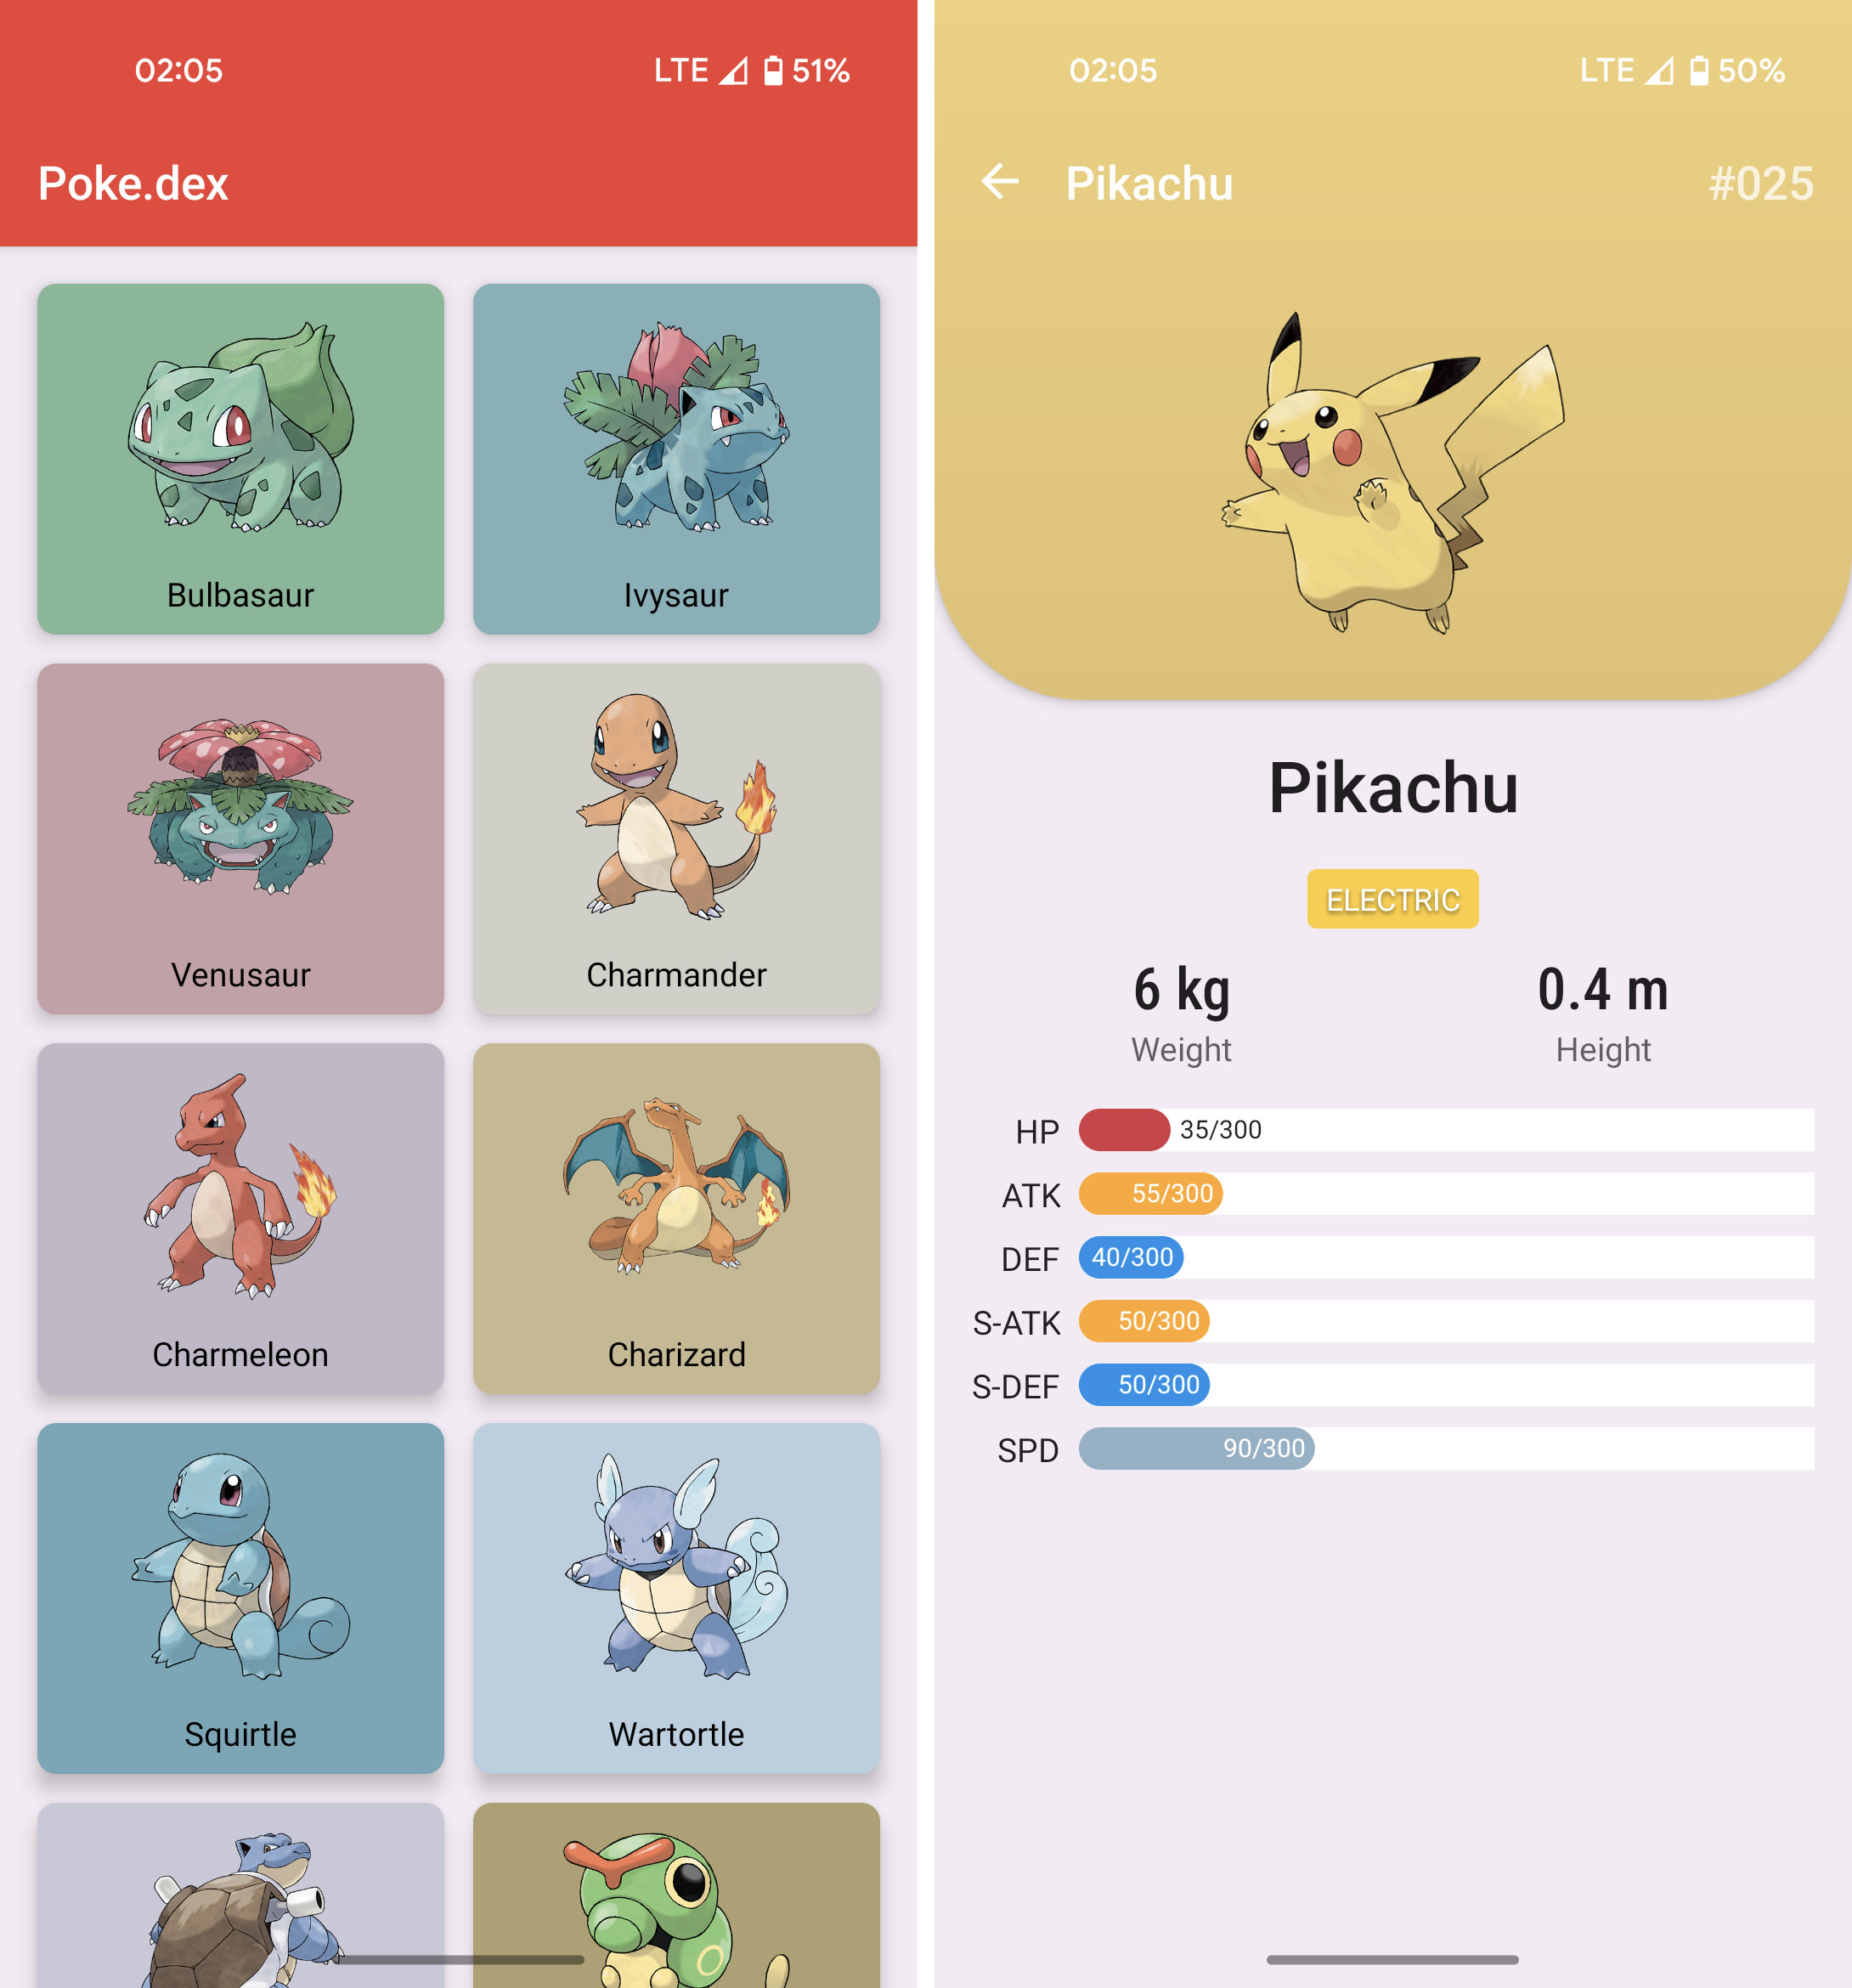 02:05 LTE 51%
Poke.dex
Bulbasaur Ivysaur
Venusaur Charmander
Charmeleon Charizard
Squirtle Wartortle
02:05 LTE 50%
Pikachu #025
Pikachu
ELECTRIC
6 kg 0.4 m
Weight Height
HP 35/300
ATK 55/300
DEF 40/300
S-ATK 50/300
S-DEF 50/300
SPD 90/300